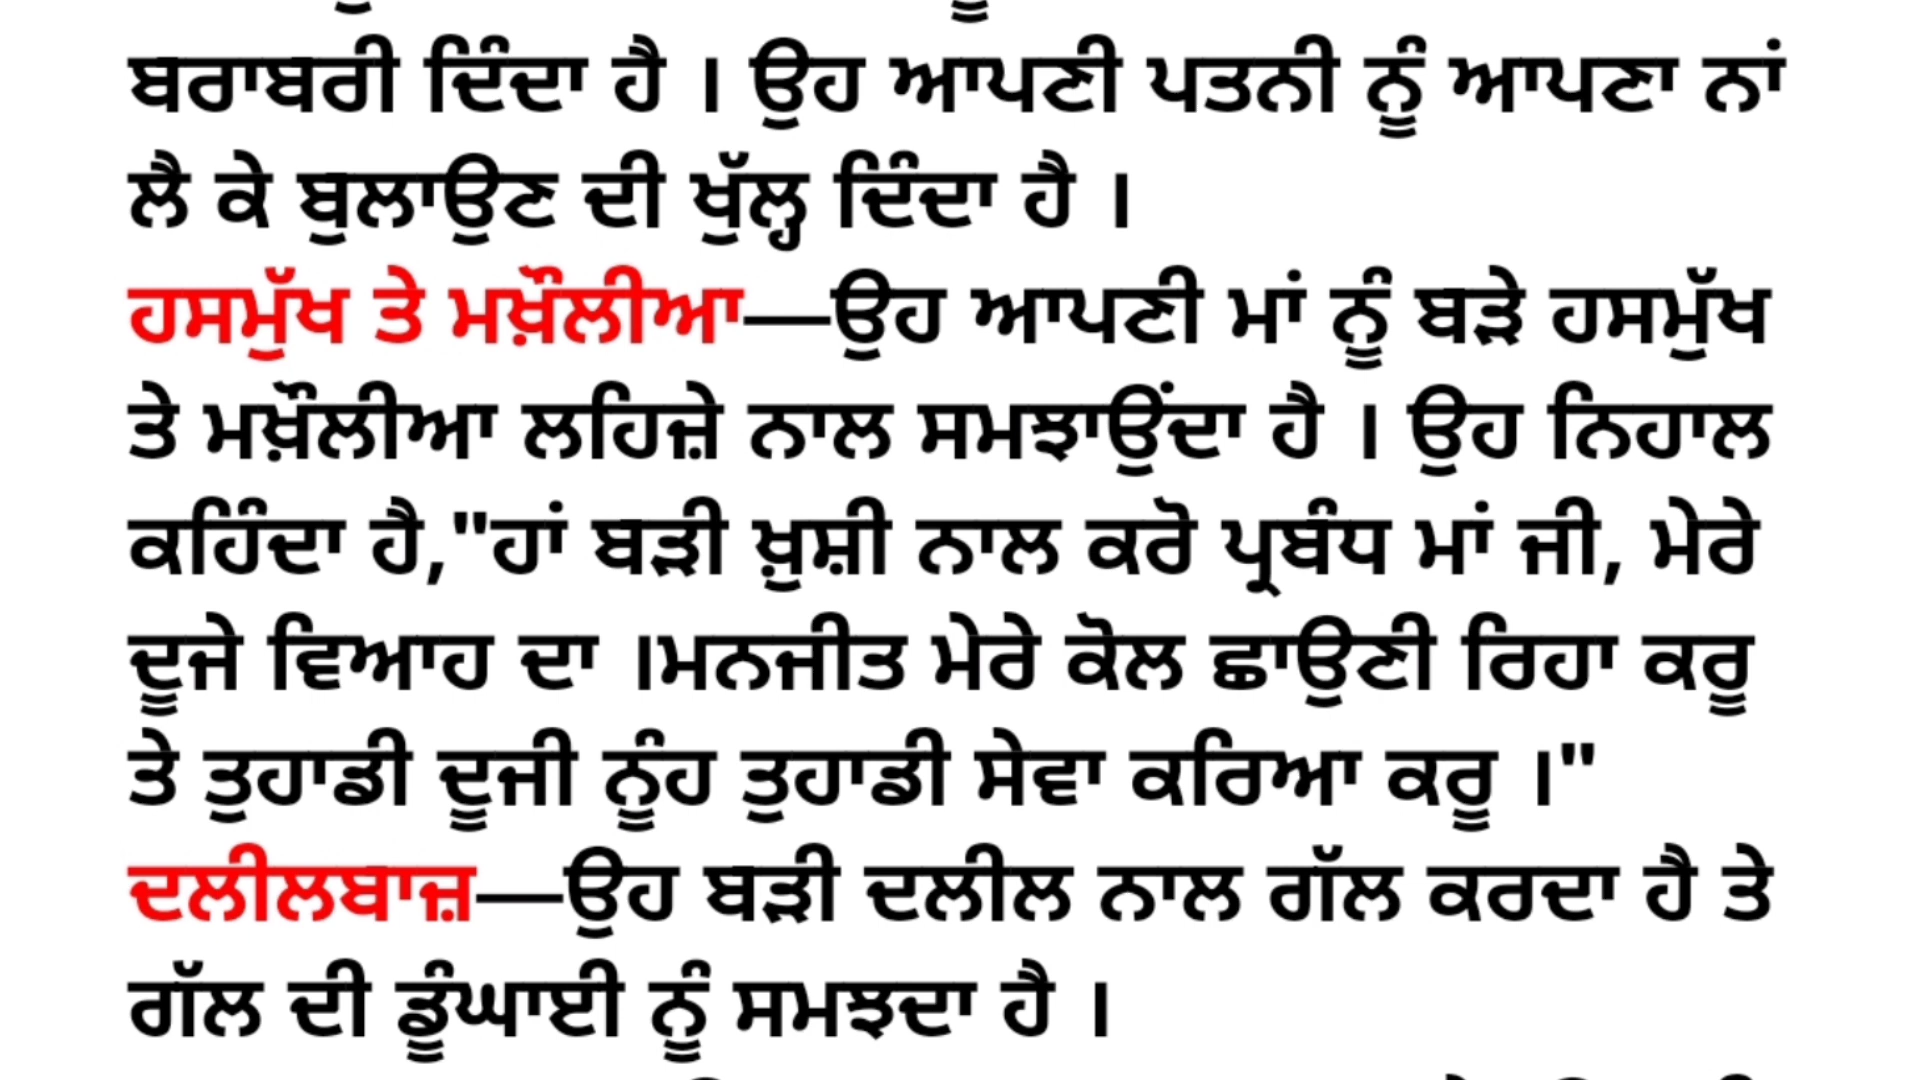 ਬਰਾਬਰੀ ਦਿੰਦਾ ਹੈ । ਉਹ ਆਪਣੀ ਪਤਨੀ ਨੂੰ ਆਪਣਾ ਨਾਂ
ਲੈ ਕੇ ਬੁਲਾਉਣ ਦੀ ਖੁੱਲ੍ਹ ਦਿੰਦਾ ਹੈ ।
ਹਸਮੁੱਖ ਤੇ ਮਖ਼ੌਲੀਆ—ਉਹ ਆਪਣੀ ਮਾਂ ਨੂੰ ਬੜੇ ਹਸਮੁੱਖ
ਤੇ ਮਖ਼ੌਲੀਆ ਲਹਿਜ਼ੇ ਨਾਲ ਸਮਝਾਉਂਦਾ ਹੈ । ਉਹ ਨਿਹਾਲ
ਕਹਿੰਦਾ ਹੈ,"ਹਾਂ ਬੜੀ ਖ਼ੁਸ਼ੀ ਨਾਲ ਕਰੋ ਪ੍ਰਬੰਧ ਮਾਂ ਜੀ, ਮੇਰੇ
ਦੂਜੇ ਵਿਆਹ ਦਾ ।ਮਨਜੀਤ ਮੇਰੇ ਕੋਲ ਛਾਉਣੀ ਰਿਹਾ ਕਰੂ
ਤੇ ਤੁਹਾਡੀ ਦੂਜੀ ਨੂੰਹ ਤੁਹਾਡੀ ਸੇਵਾ ਕਰਿਆ ਕਰੂ ।"
ਦਲੀਲਬਾਜ਼—ਉਹ ਬੜੀ ਦਲੀਲ ਨਾਲ ਗੱਲ ਕਰਦਾ ਹੈ ਤੇ
ਗੱਲ ਦੀ ਡੂੰਘਾਈ ਨੂੰ ਸਮਝਦਾ ਹੈ ।